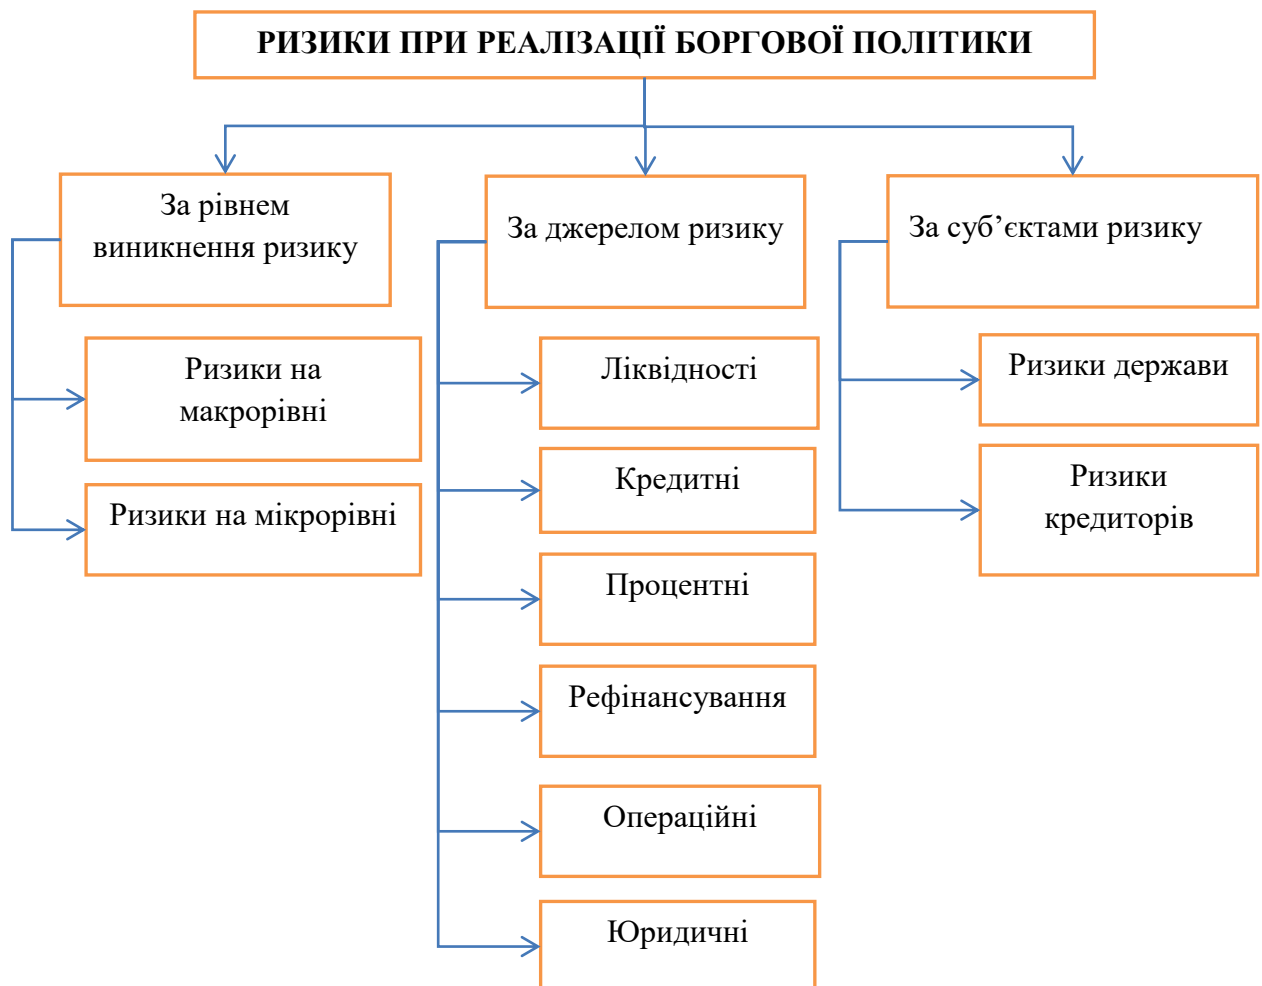 РИЗИКИ ПРИ РЕАЛІЗАЦІЇ БОРГОВОЇ ПОЛІТИКИ
За рівнем
виникнення ризику
Ризики на
макрорівні
Ризики на мікрорівні
За джерелом ризику
Ліквідності
Кредитні
Процентні
Рефінансування
Операційні
Юридичні
За суб’єктами ризику
Ризики держави
Ризики
кредиторів